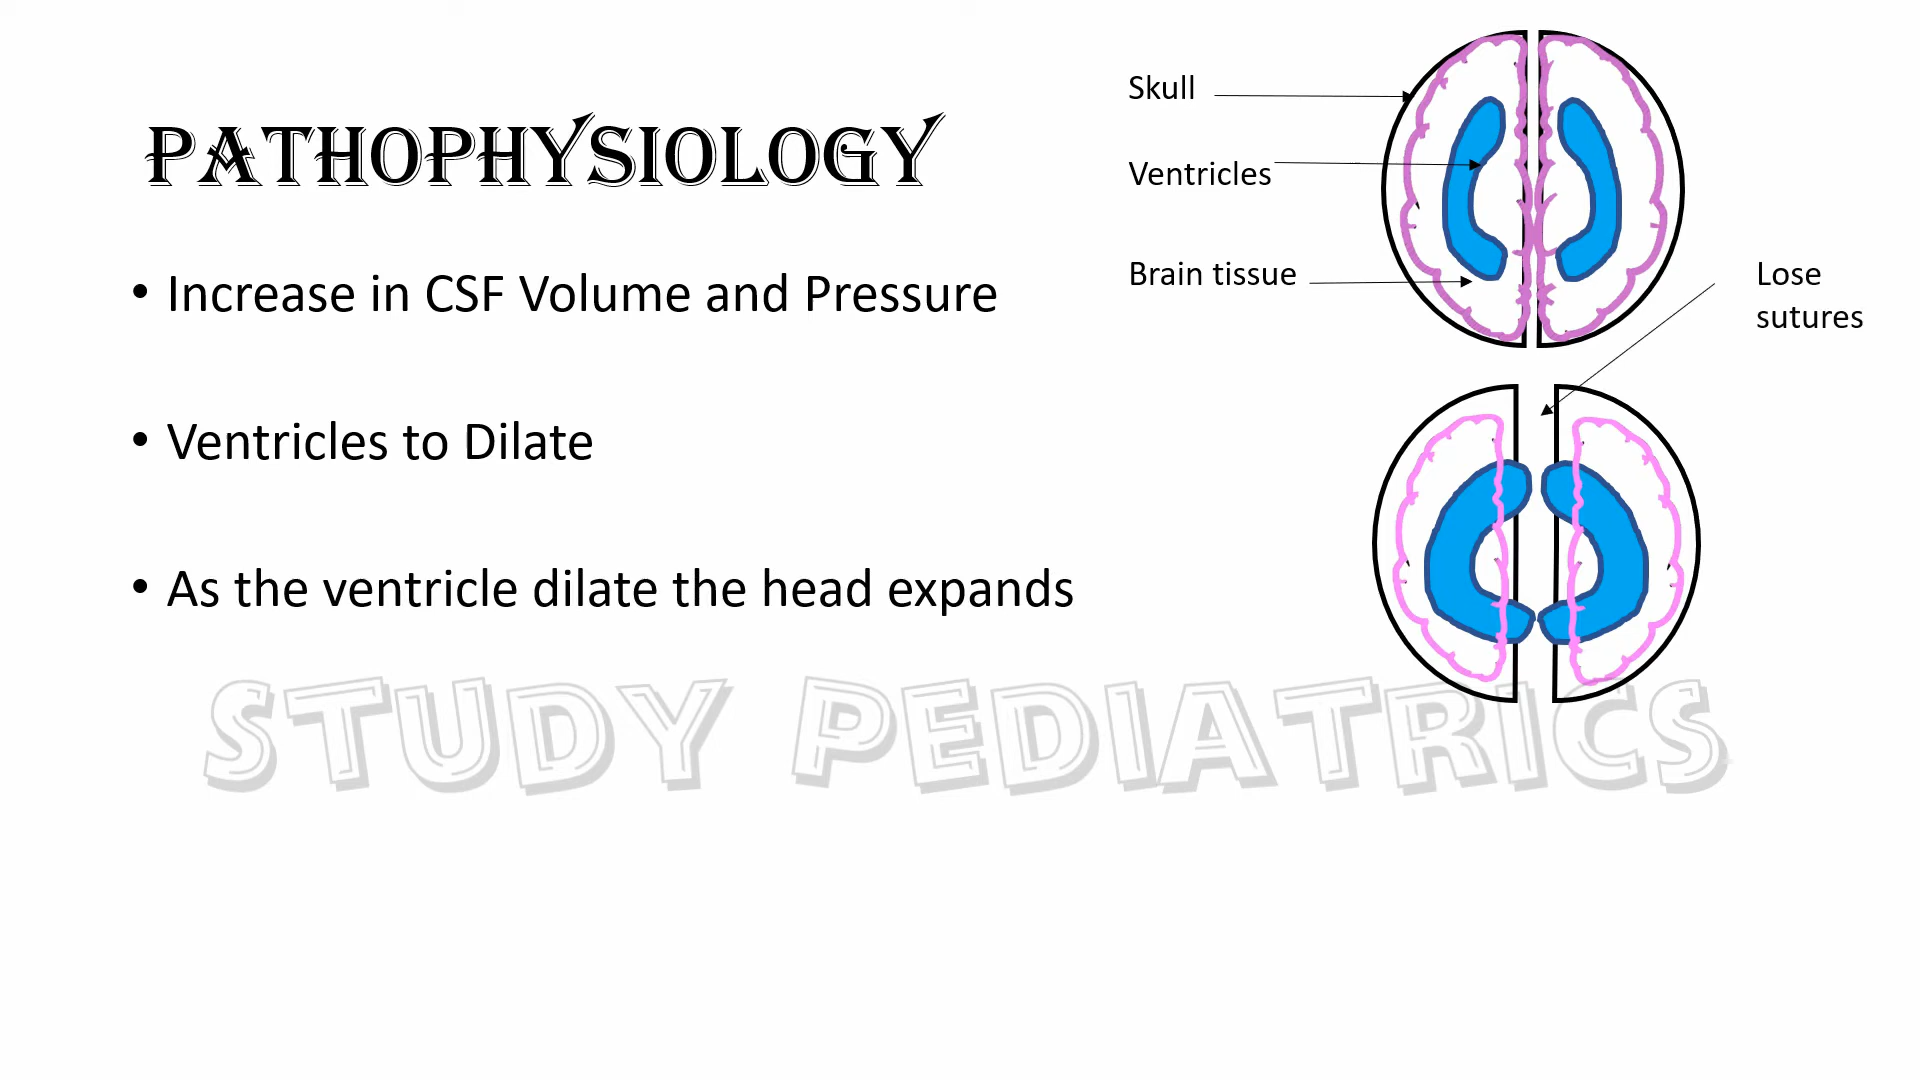 PATHOPHYSIOLOGY
• Increase in CSF Volume and Pressure
• Ventricles to Dilate
• As the ventricle dilate the head expands
Skull
Ventricles
Brain tissue
Lose
sutures
STUDY PEDIATRICS